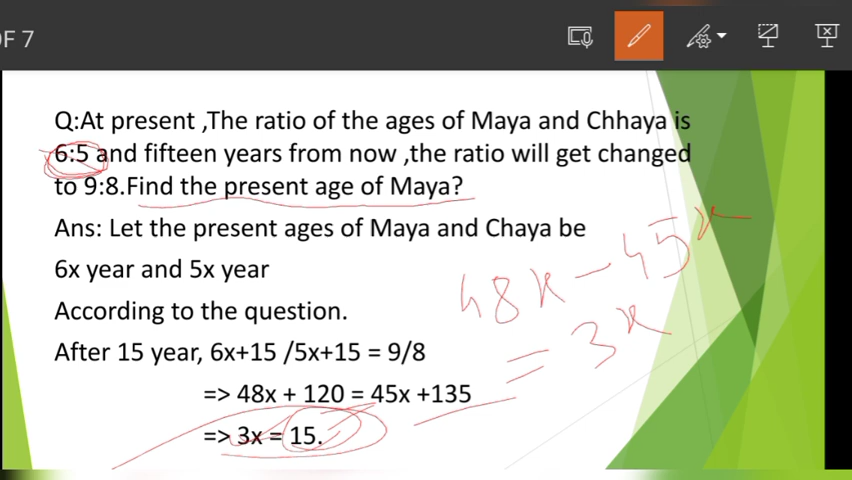 OF 7
Q:At present ,The ratio of the ages of Maya and Chhaya is
6:5 and fifteen years from now ,the ratio will get changed
to 9:8.Find the present age of Maya?
Ans: Let the present ages of Maya and Chaya be
6x year and 5x year
According to the question.
After 15 year, 6x+15 /5x+15 = 9/8
=> 48x + 120 = 45x +135
=> 3x = 15.
48x - 45x
= 3x